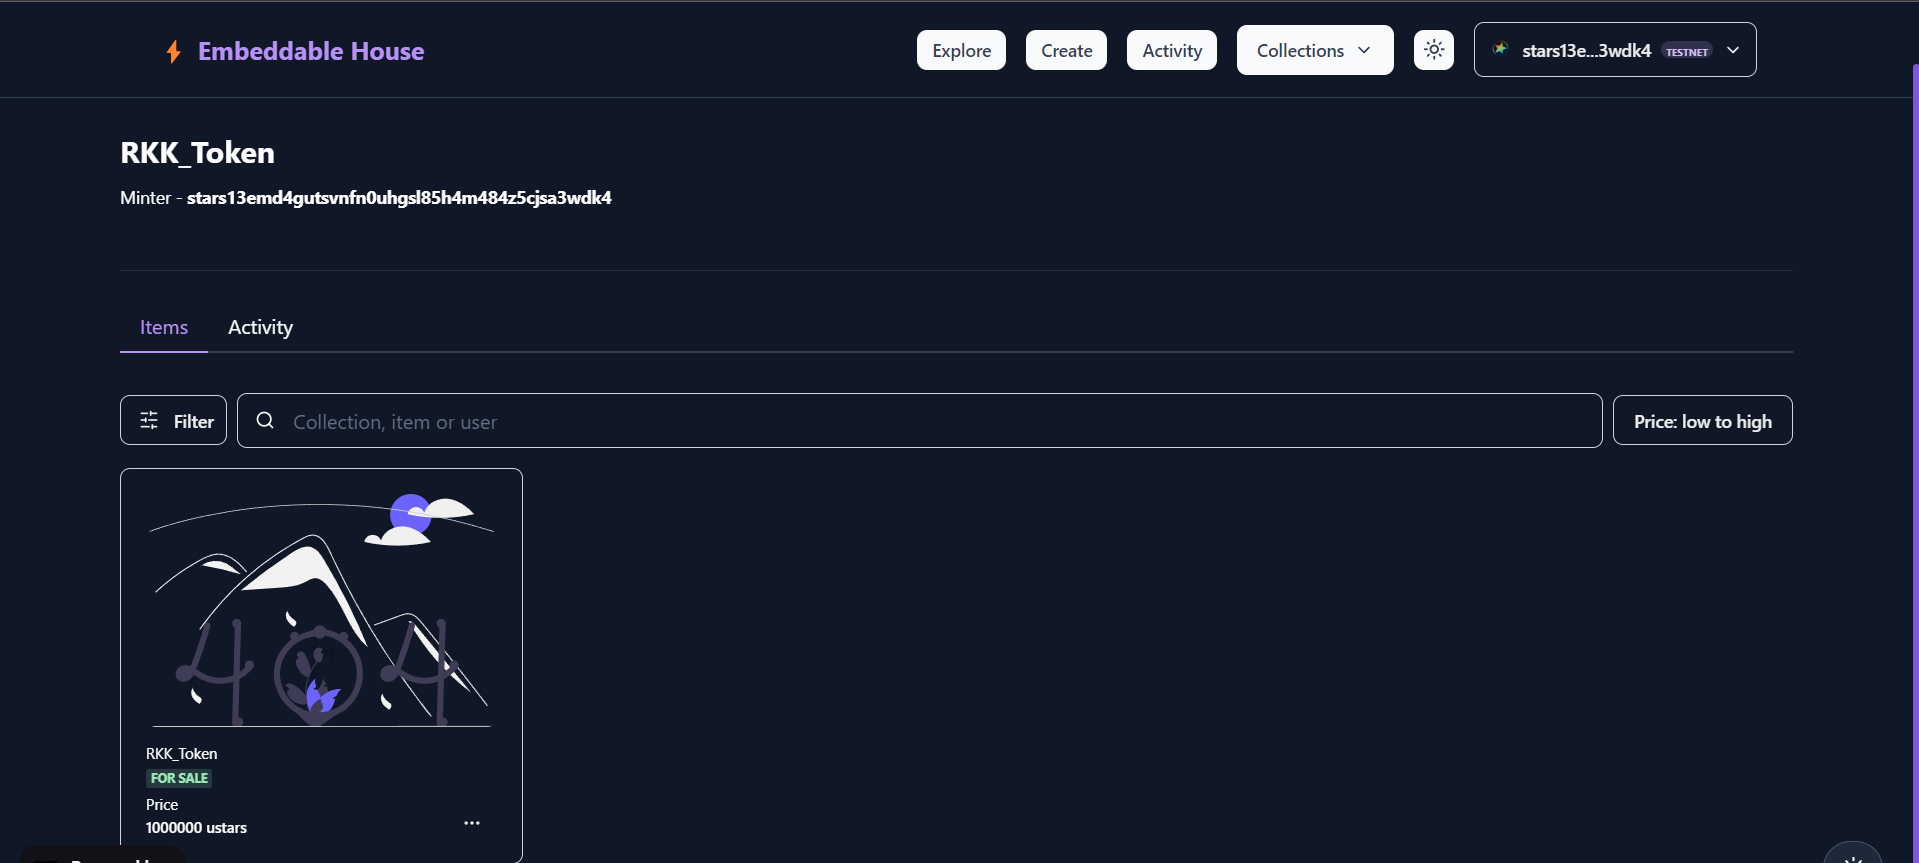 Embeddable House
Explore
Create
Activity
Collections
stars13e...3wdk4 TESTNET
RKK_Token
Minter - stars13emd4gutsvnfn0uhgsl85h4m484z5cjsa3wdk4
Items
Activity
Filter
Collection, item or user
Price: low to high
404
RKK_Token
FOR SALE
Price
1000000 ustars